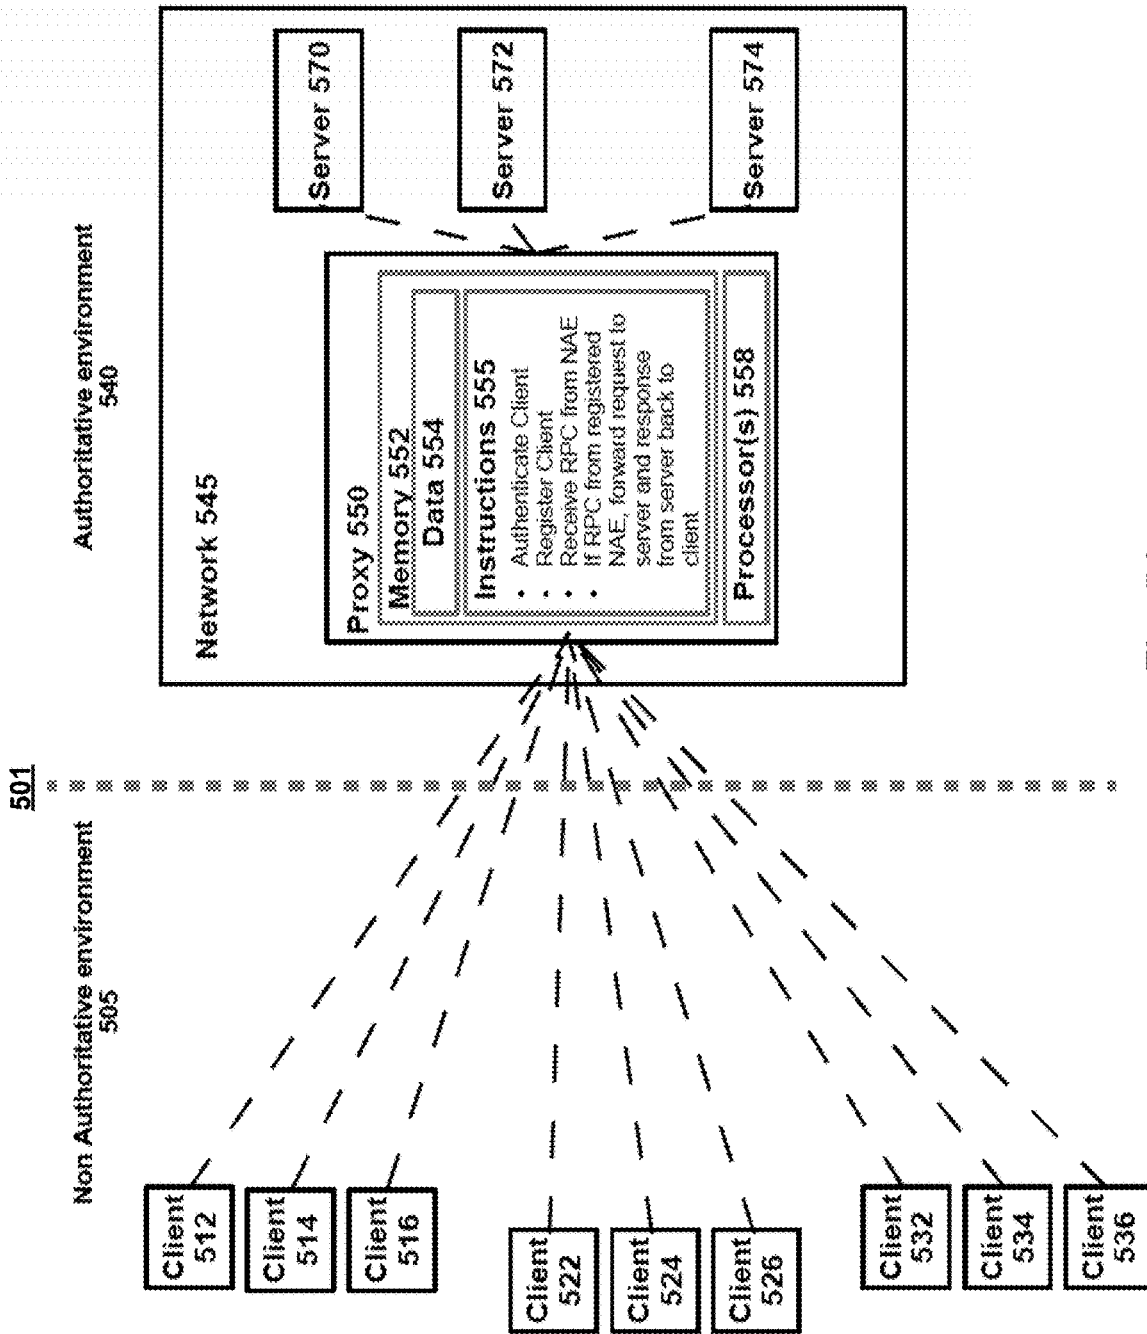 501
Non Authoritative environment
505
Authoritative environment
540
Client
512
Client
514
Client
516
Client
522
Client
524
Client
526
Client
532
Client
534
Client
536
Network 545
Proxy 550
Memory 552
Data 554
Instructions 555
• Authenticate Client
• Register Client
• Receive RPC from NAE
• If RPC from registered
NAE, forward request to
server and response
from server back to
client
Processor(s) 558
Server 570
Server 572
Server 574